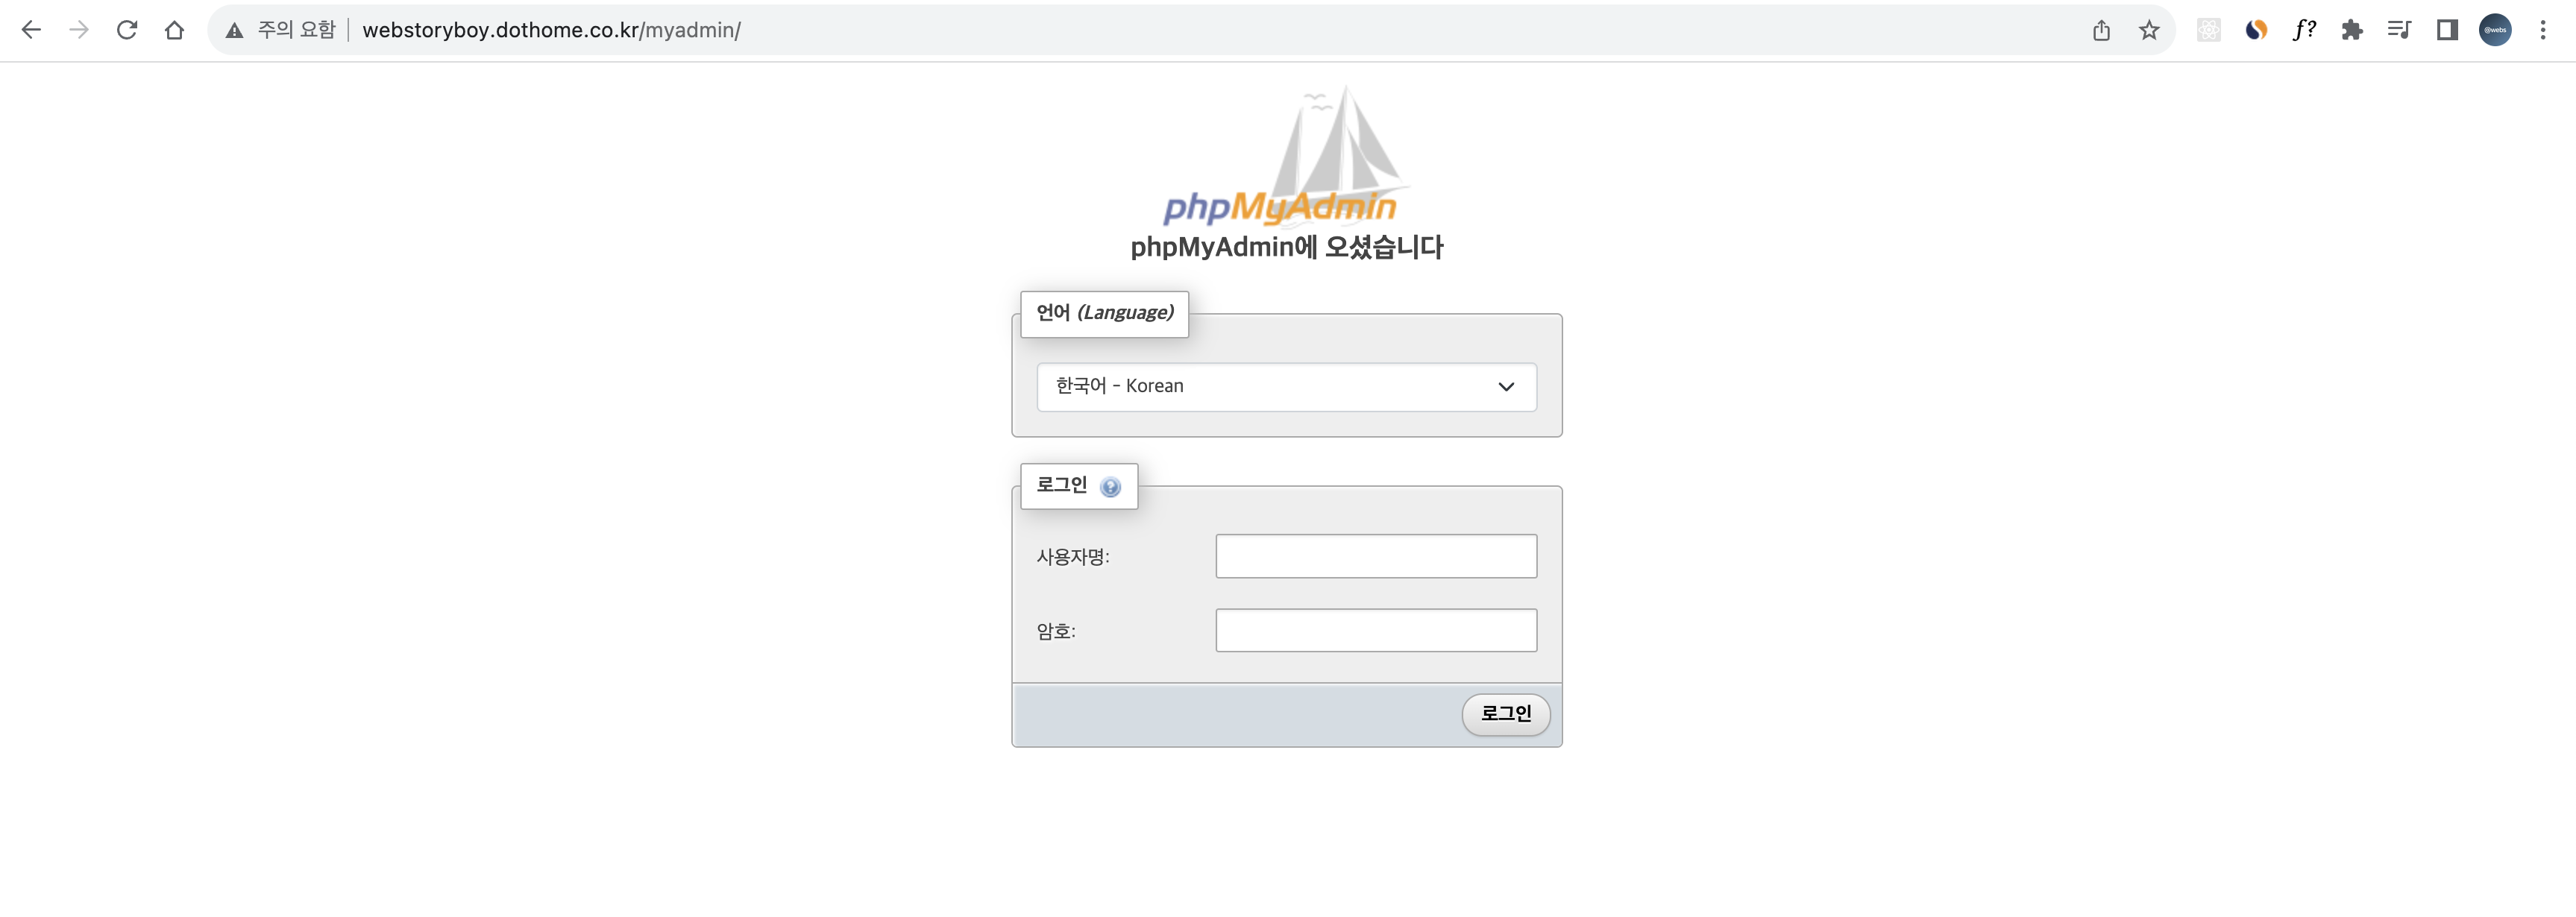 주의 요함 webstoryboy.dothome.co.kr/myadmin/
f?
@webs
phpMyAdmin
phpMyAdmin에 오셨습니다
언어 (Language)
한국어 - Korean
로그인
사용자명:
암호:
로그인